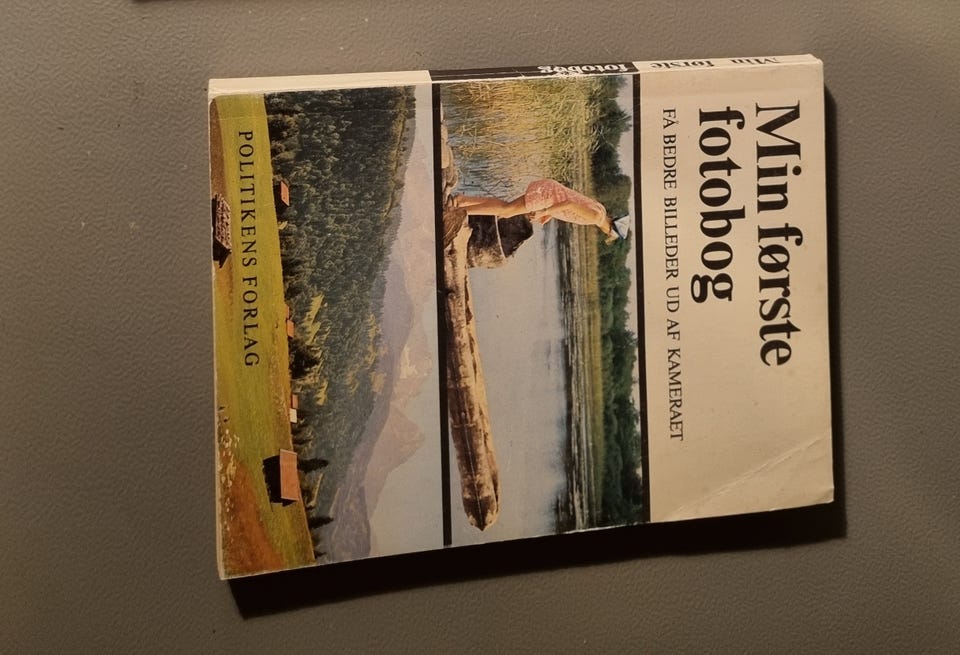 Min første
fotobog
FÅ BEDRE BILLEDER UD AF KAMERAET
POLITIKENS FORLAG
Min første
fotobog